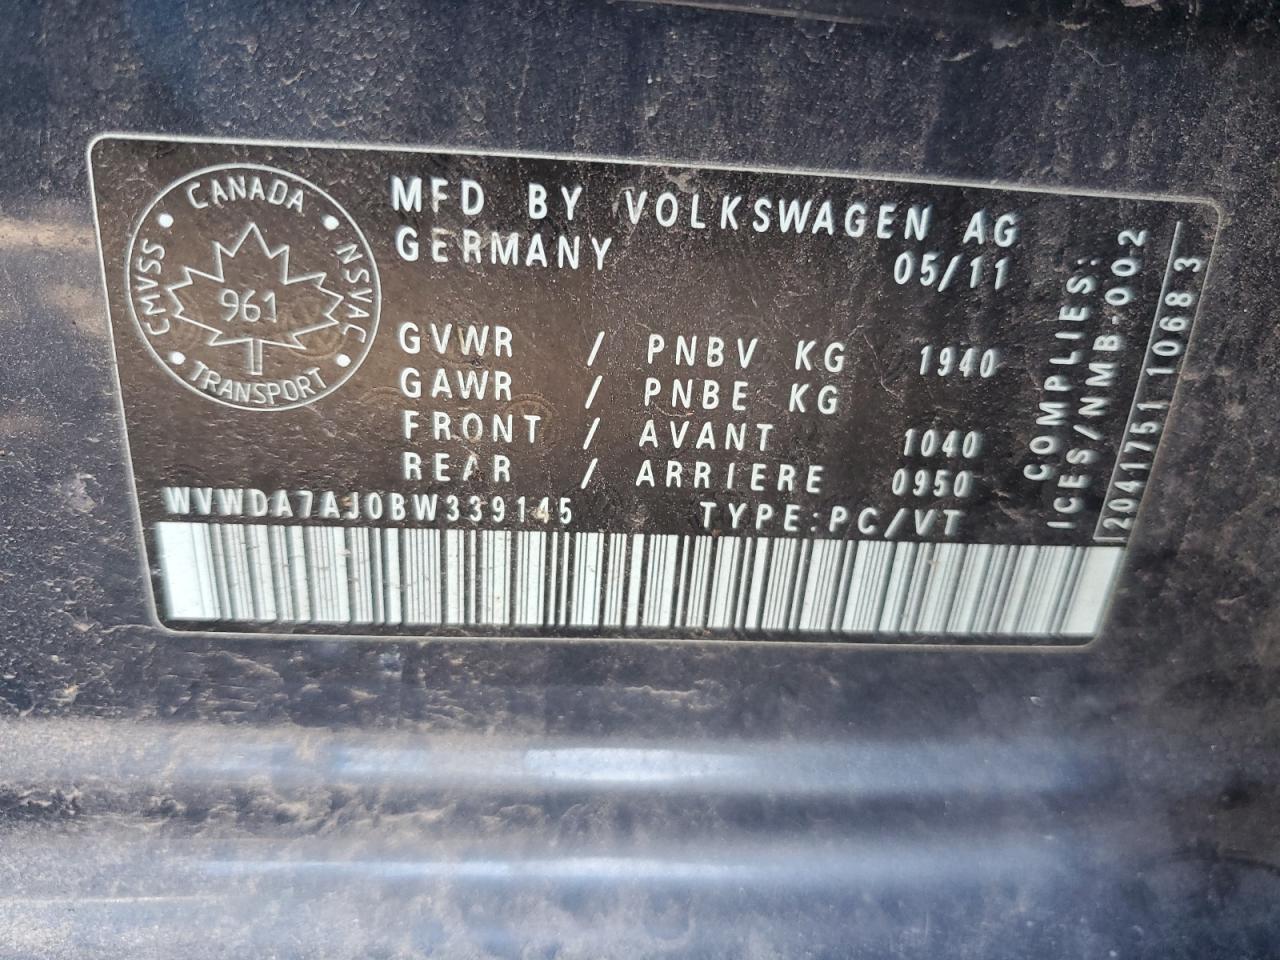 CANADA
CMVSS
NSVAC
961
TRANSPORT
MFD BY VOLKSWAGEN AG
GERMANY 05/11
GVWR / PNBV KG 1940
GAWR / PNBE KG
FRONT / AVANT 1040
REAR / ARRIERE 0950
WVWDA7AJ0BW339145 TYPE:PC/VT
COMPLIES:
ICES/NMB-002
2041751 1068 3